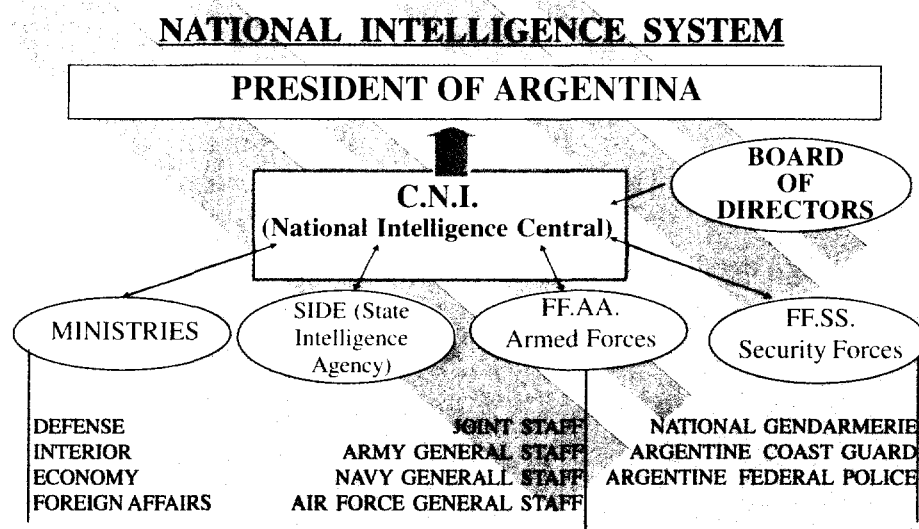 NATIONAL INTELLIGENCE SYSTEM
PRESIDENT OF ARGENTINA
C.N.I.
(National Intelligence Central)
BOARD
OF
DIRECTORS
MINISTRIES
SIDE (State
Intelligence
Agency)
FF.AA.
Armed Forces
FF.SS.
Security Forces
DEFENSE
INTERIOR
ECONOMY
FOREIGN AFFAIRS
JOINT STAFF
ARMY GENERAL STAFF
NAVY GENERALL STAFF
AIR FORCE GENERAL STAFF
NATIONAL GENDARMERIE
ARGENTINE COAST GUARD
ARGENTINE FEDERAL POLICE